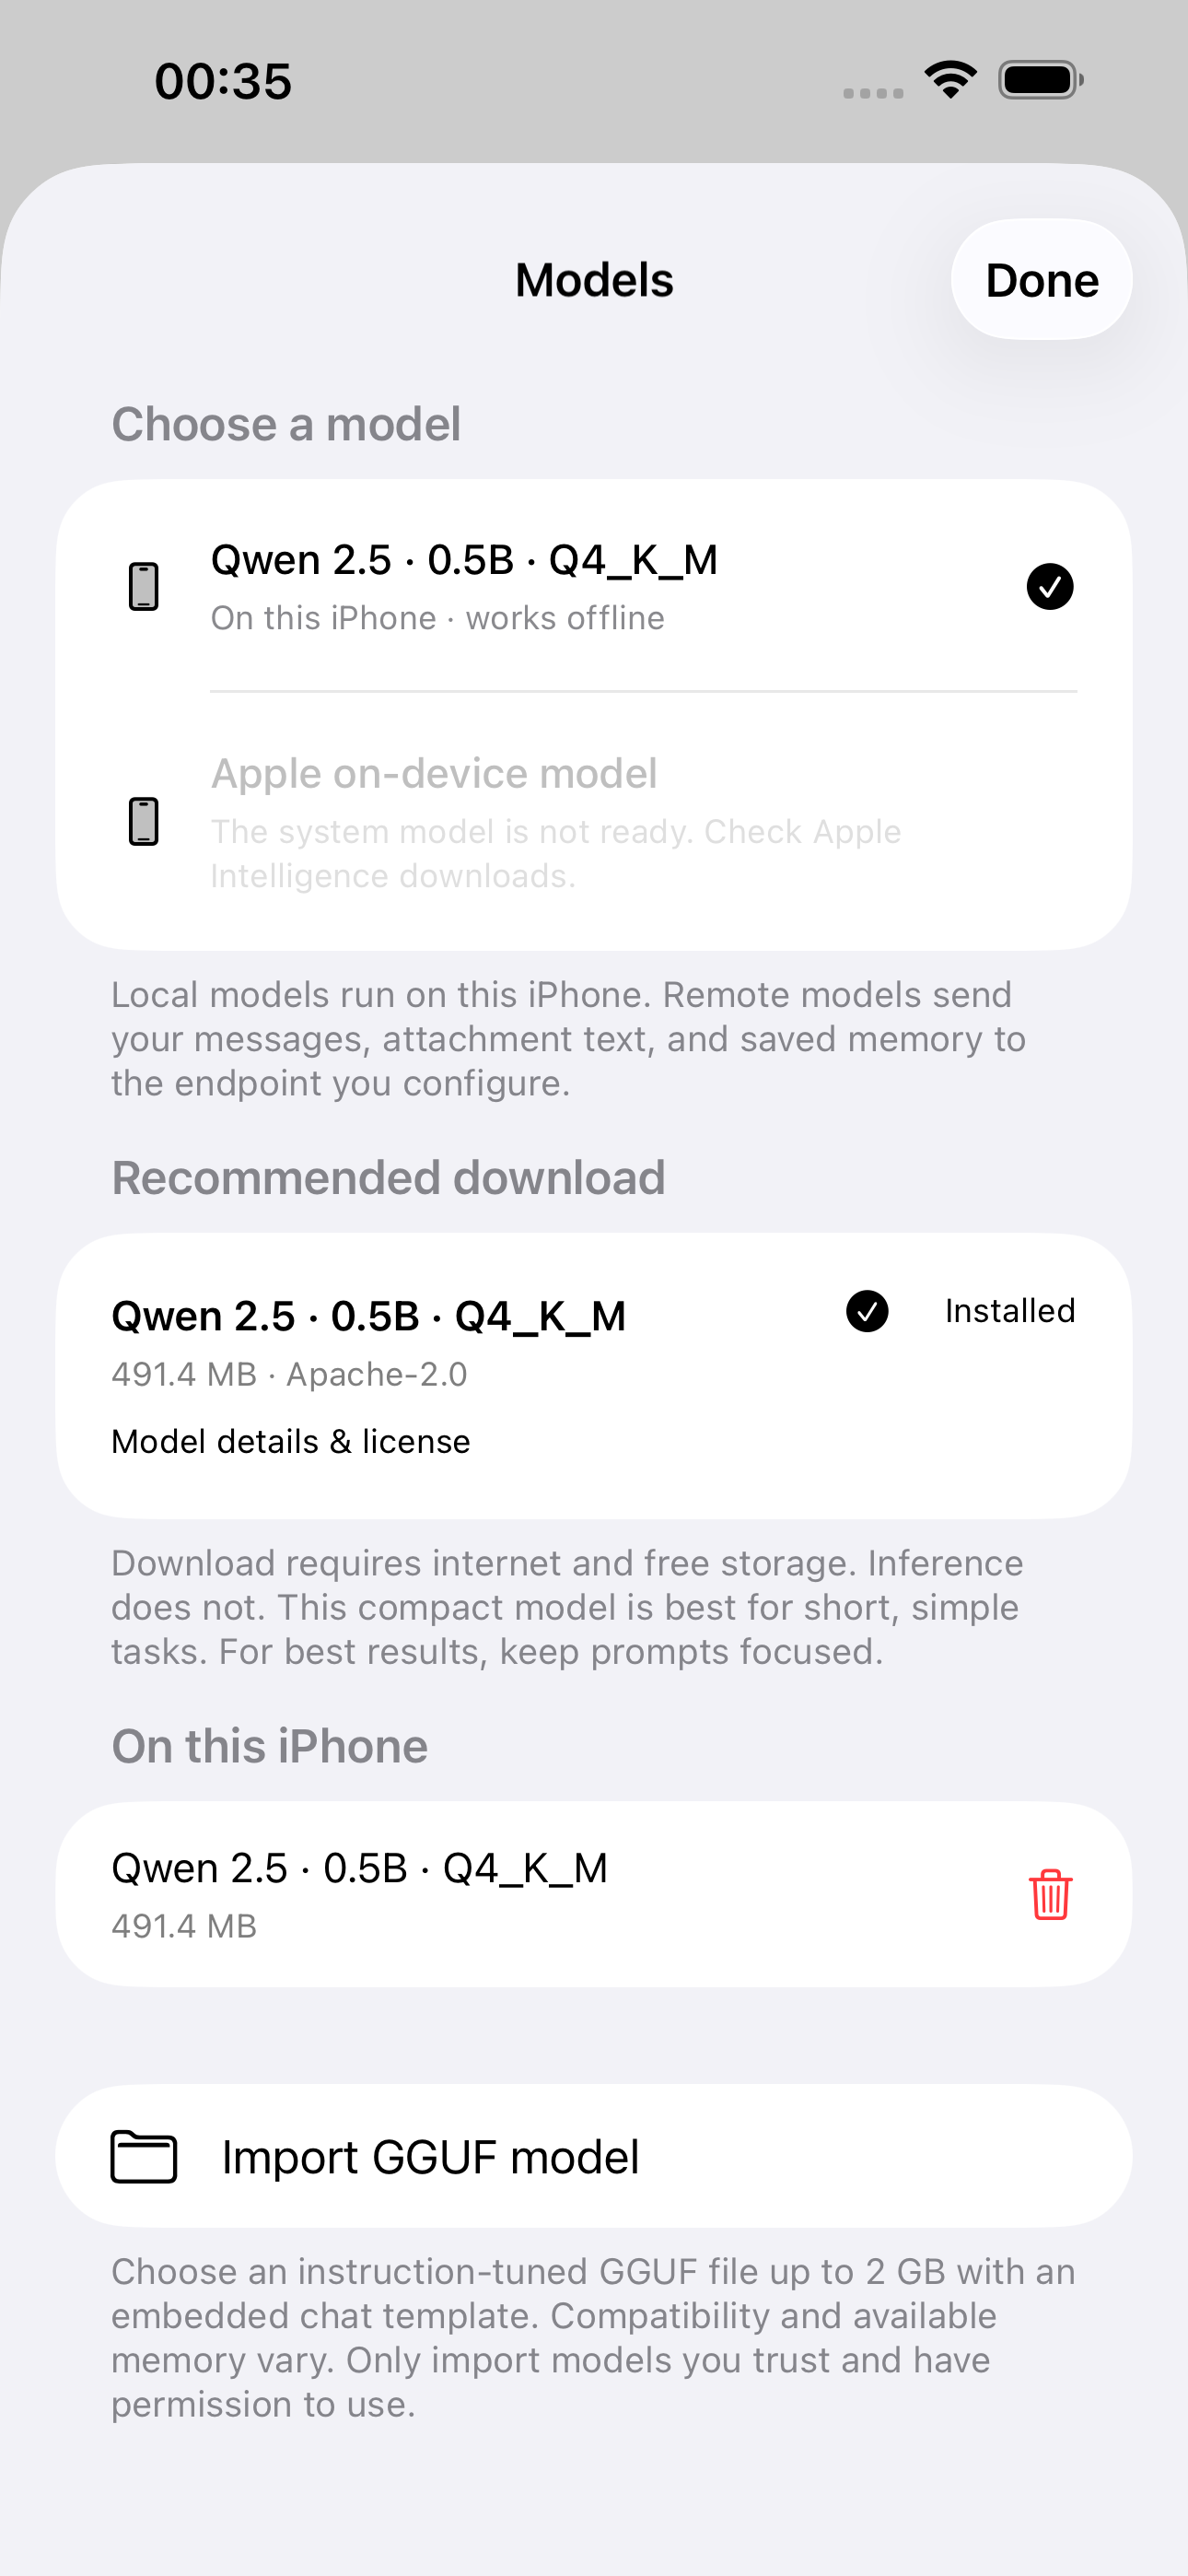 00:35
Models
Done
Choose a model
Qwen 2.5 · 0.5B · Q4_K_M
On this iPhone · works offline
Apple on-device model
The system model is not ready. Check Apple
Intelligence downloads.
Local models run on this iPhone. Remote models send
your messages, attachment text, and saved memory to
the endpoint you configure.
Recommended download
Qwen 2.5 · 0.5B · Q4_K_M
Installed
491.4 MB · Apache-2.0
Model details & license
Download requires internet and free storage. Inference
does not. This compact model is best for short, simple
tasks. For best results, keep prompts focused.
On this iPhone
Qwen 2.5 · 0.5B · Q4_K_M
491.4 MB
Import GGUF model
Choose an instruction-tuned GGUF file up to 2 GB with an
embedded chat template. Compatibility and available
memory vary. Only import models you trust and have
permission to use.